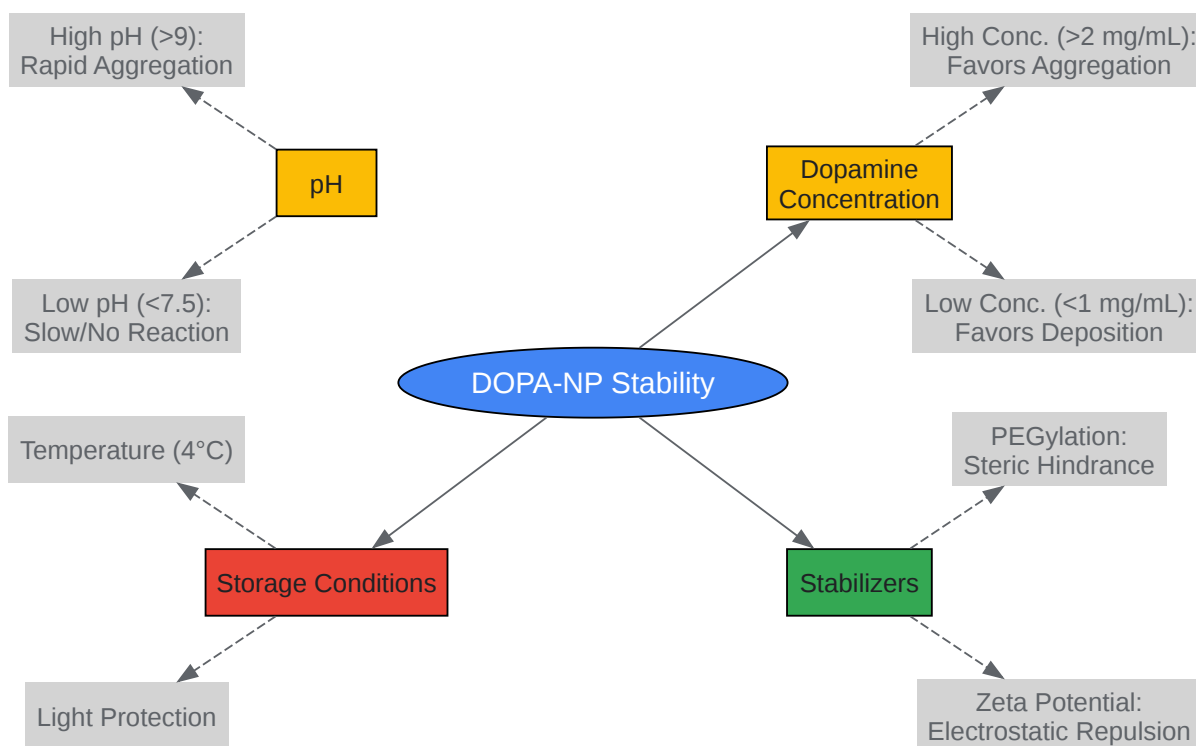 High pH (>9):
Rapid Aggregation
High Conc. (>2 mg/mL):
Favors Aggregation
pH
Dopamine
Concentration
Low pH (<7.5):
Slow/No Reaction
Low Conc. (<1 mg/mL):
Favors Deposition
DOPA-NP Stability
Temperature (4°C)
PEGylation:
Steric Hindrance
Storage Conditions
Stabilizers
Light Protection
Zeta Potential:
Electrostatic Repulsion